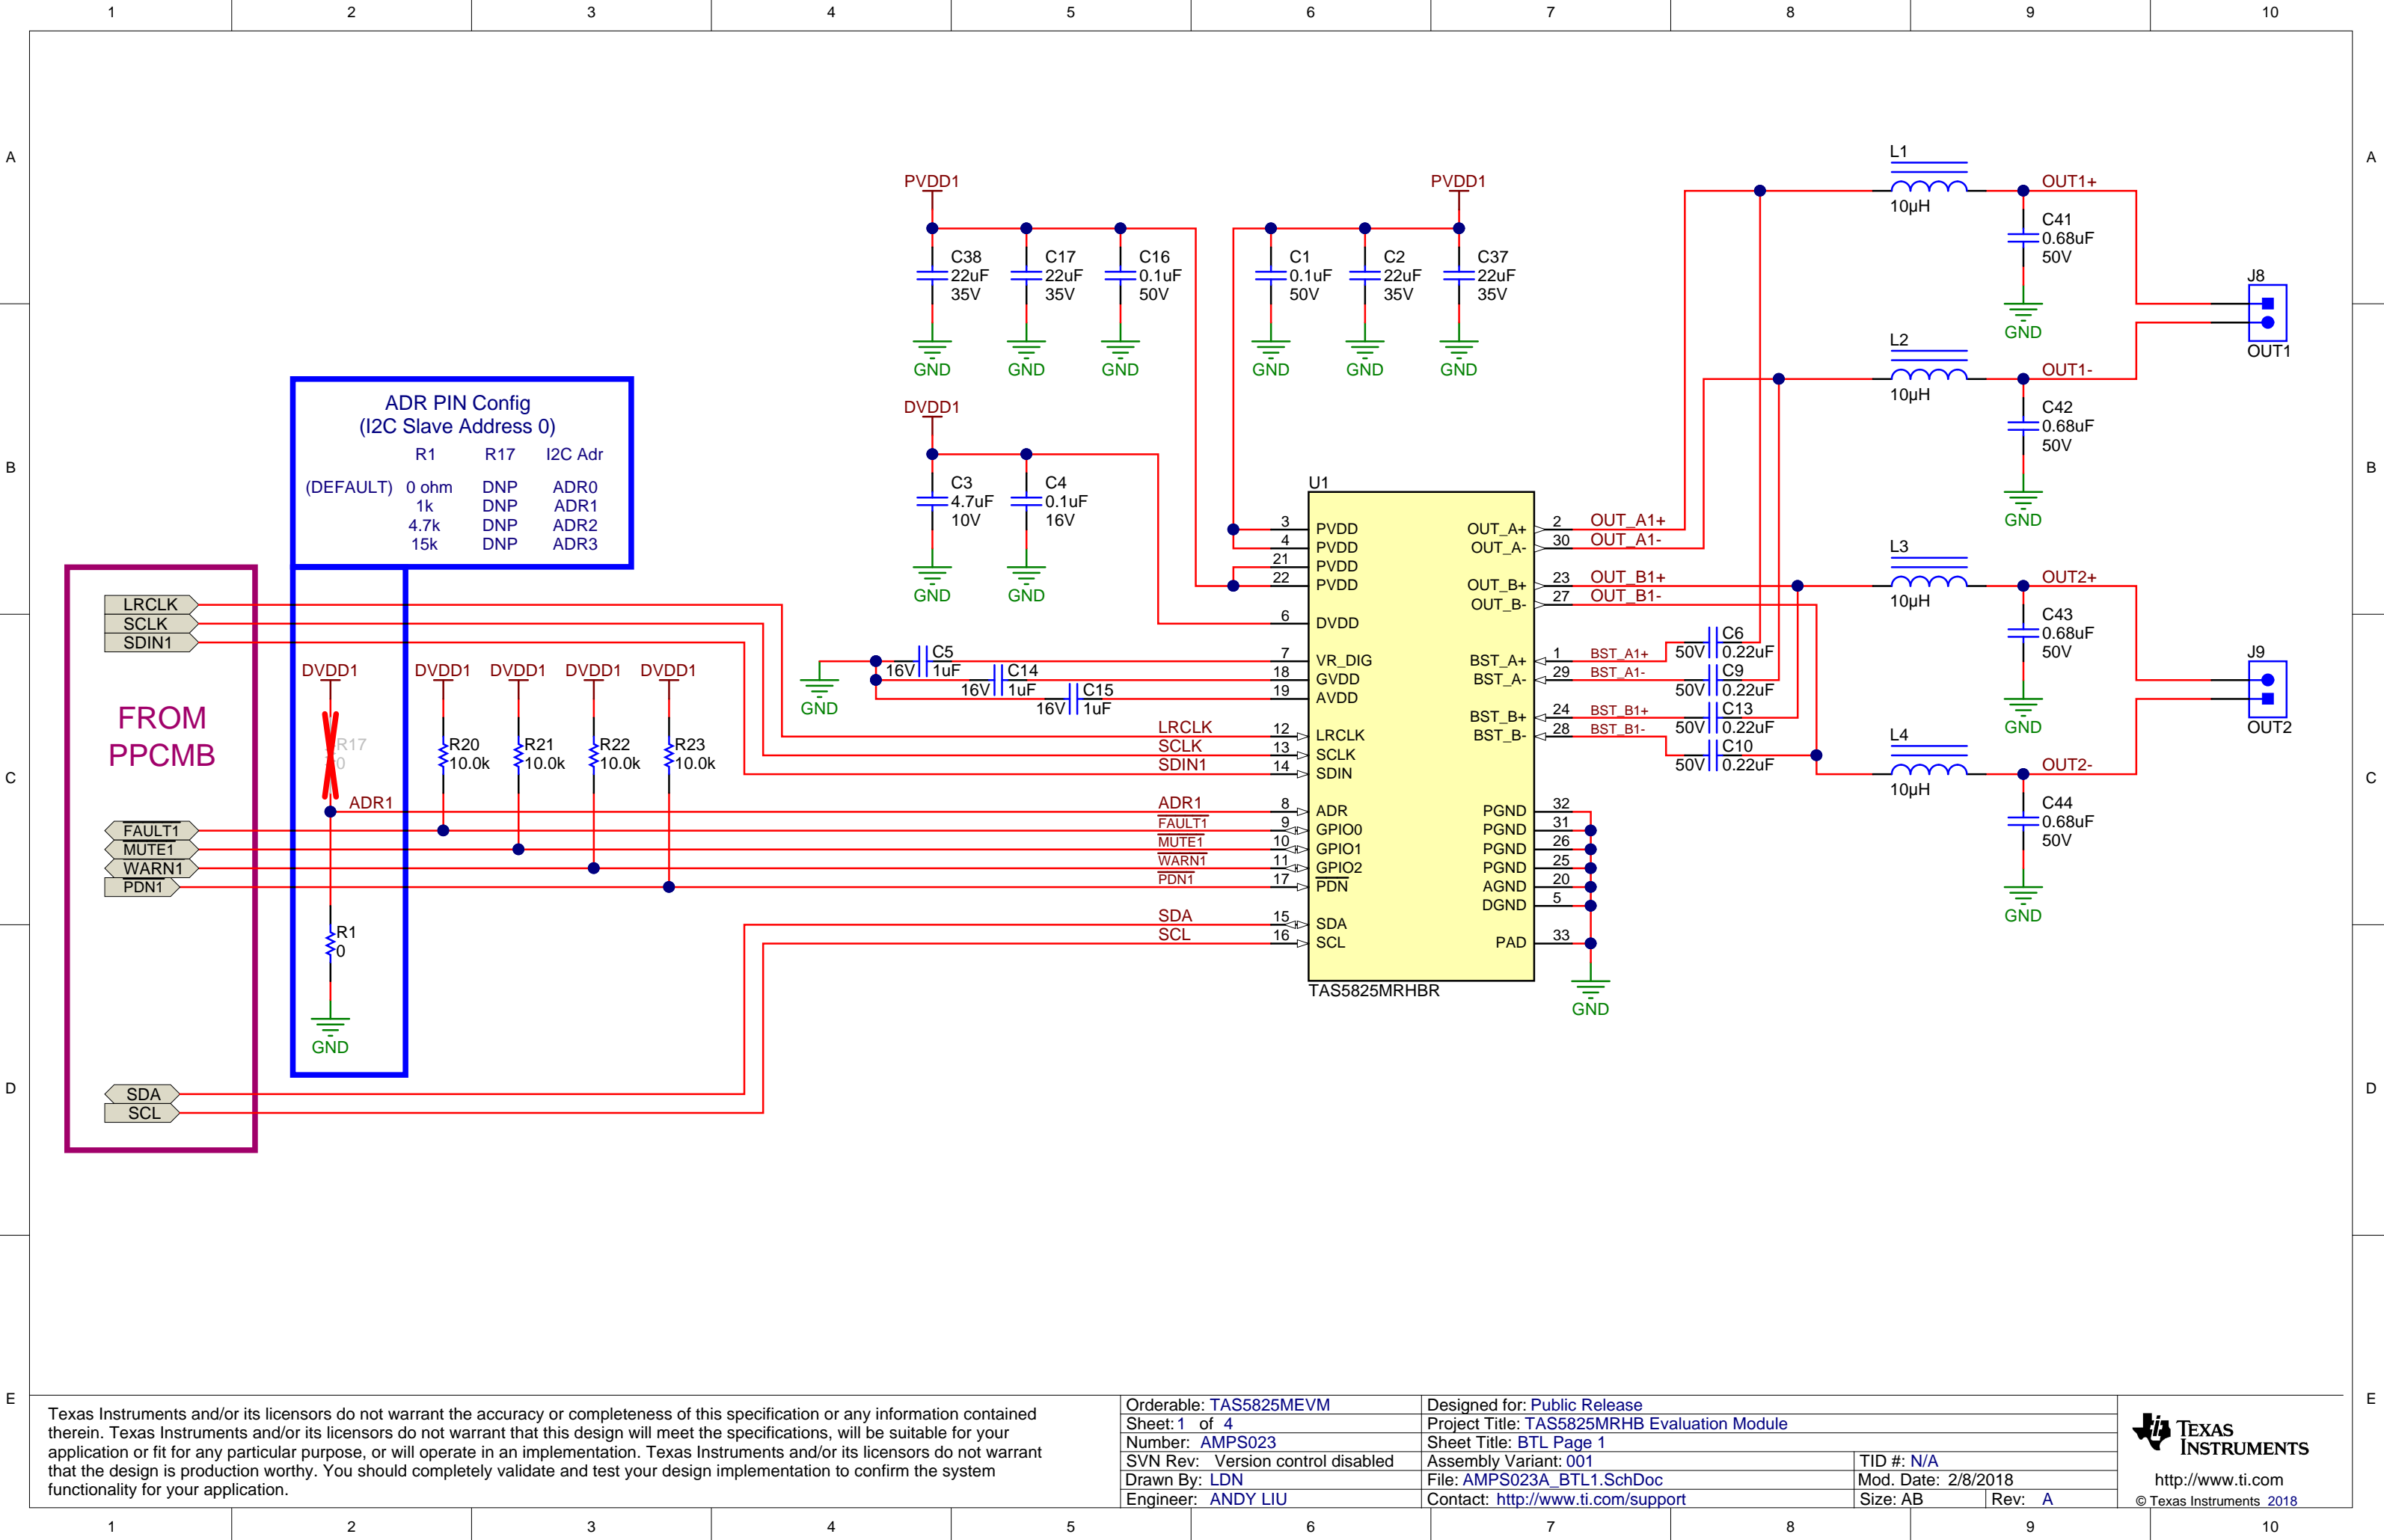 1 2 3 4 5 6 7 8 9 10
A A
L1
PVDD1 PVDD1 OUT1+
10µH
C41
0.68uF
50V
C38 C17 C16 C1 C2 C37
22uF 22uF 0.1uF 0.1uF 22uF 22uF
35V 35V 50V 50V 35V 35V
J8
GND
OUT1
L2
GND GND GND GND GND GND
OUT1-
10µH
ADR PIN Config
(I2C Slave Address 0)
R1 R17 I2C Adr
(DEFAULT) 0 ohm DNP ADR0
1k DNP ADR1
4.7k DNP ADR2
15k DNP ADR3
DVDD1
C42
0.68uF
50V
B B
C3 C4
4.7uF 0.1uF
10V 16V
GND GND
GND
U1
3 PVDD OUT_A+ 2 OUT_A1+
4 PVDD OUT_A- 30 OUT_A1-
21 PVDD
22 PVDD OUT_B+ 23 OUT_B1+
OUT_B- 27 OUT_B1-
6 DVDD
7 VR_DIG BST_A+ 1 BST_A1+
18 GVDD BST_A- 29 BST_A1-
19 AVDD
BST_B+ 24 BST_B1+
LRCLK 12 LRCLK BST_B- 28 BST_B1-
SCLK 13 SCLK
SDIN1 14 SDIN
ADR1 8 ADR PGND 32
FAULT1 9 GPIO0 PGND 31
MUTE1 10 GPIO1 PGND 26
WARN1 11 GPIO2 PGND 25
PDN1 17 PDN AGND 20
DGND 5
SDA 15 SDA
SCL 16 SCL PAD 33
TAS5825MRHBR
GND
L3
OUT2+
10µH
C43
0.68uF
50V
GND
J9
OUT2
L4
OUT2-
10µH
C44
0.68uF
50V
GND
C6
50V 0.22uF
C9
50V 0.22uF
C13
50V 0.22uF
C10
50V 0.22uF
C5
16V 1uF
C14
16V 1uF
C15
16V 1uF
GND
LRCLK
SCLK
SDIN1
FROM
PPCMB
DVDD1 DVDD1 DVDD1 DVDD1 DVDD1
R17 R20 R21 R22 R23
0 10.0k 10.0k 10.0k 10.0k
C C
ADR1
FAULT1
MUTE1
WARN1
PDN1
R1
0
GND
SDA
SCL
D D
E E
Texas Instruments and/or its licensors do not warrant the accuracy or completeness of this specification or any information contained
therein. Texas Instruments and/or its licensors do not warrant that this design will meet the specifications, will be suitable for your
application or fit for any particular purpose, or will operate in an implementation. Texas Instruments and/or its licensors do not warrant
that the design is production worthy. You should completely validate and test your design implementation to confirm the system
functionality for your application.
Orderable: TAS5825MEVM Designed for: Public Release
Sheet: 1 of 4 Project Title: TAS5825MRHB Evaluation Module
Number: AMPS023 Sheet Title: BTL Page 1
SVN Rev: Version control disabled Assembly Variant: 001 TID #: N/A
Drawn By: LDN File: AMPS023A_BTL1.SchDoc Mod. Date: 2/8/2018
Engineer: ANDY LIU Contact: http://www.ti.com/support Size: AB Rev: A
TEXAS
INSTRUMENTS
http://www.ti.com
© Texas Instruments 2018
1 2 3 4 5 6 7 8 9 10